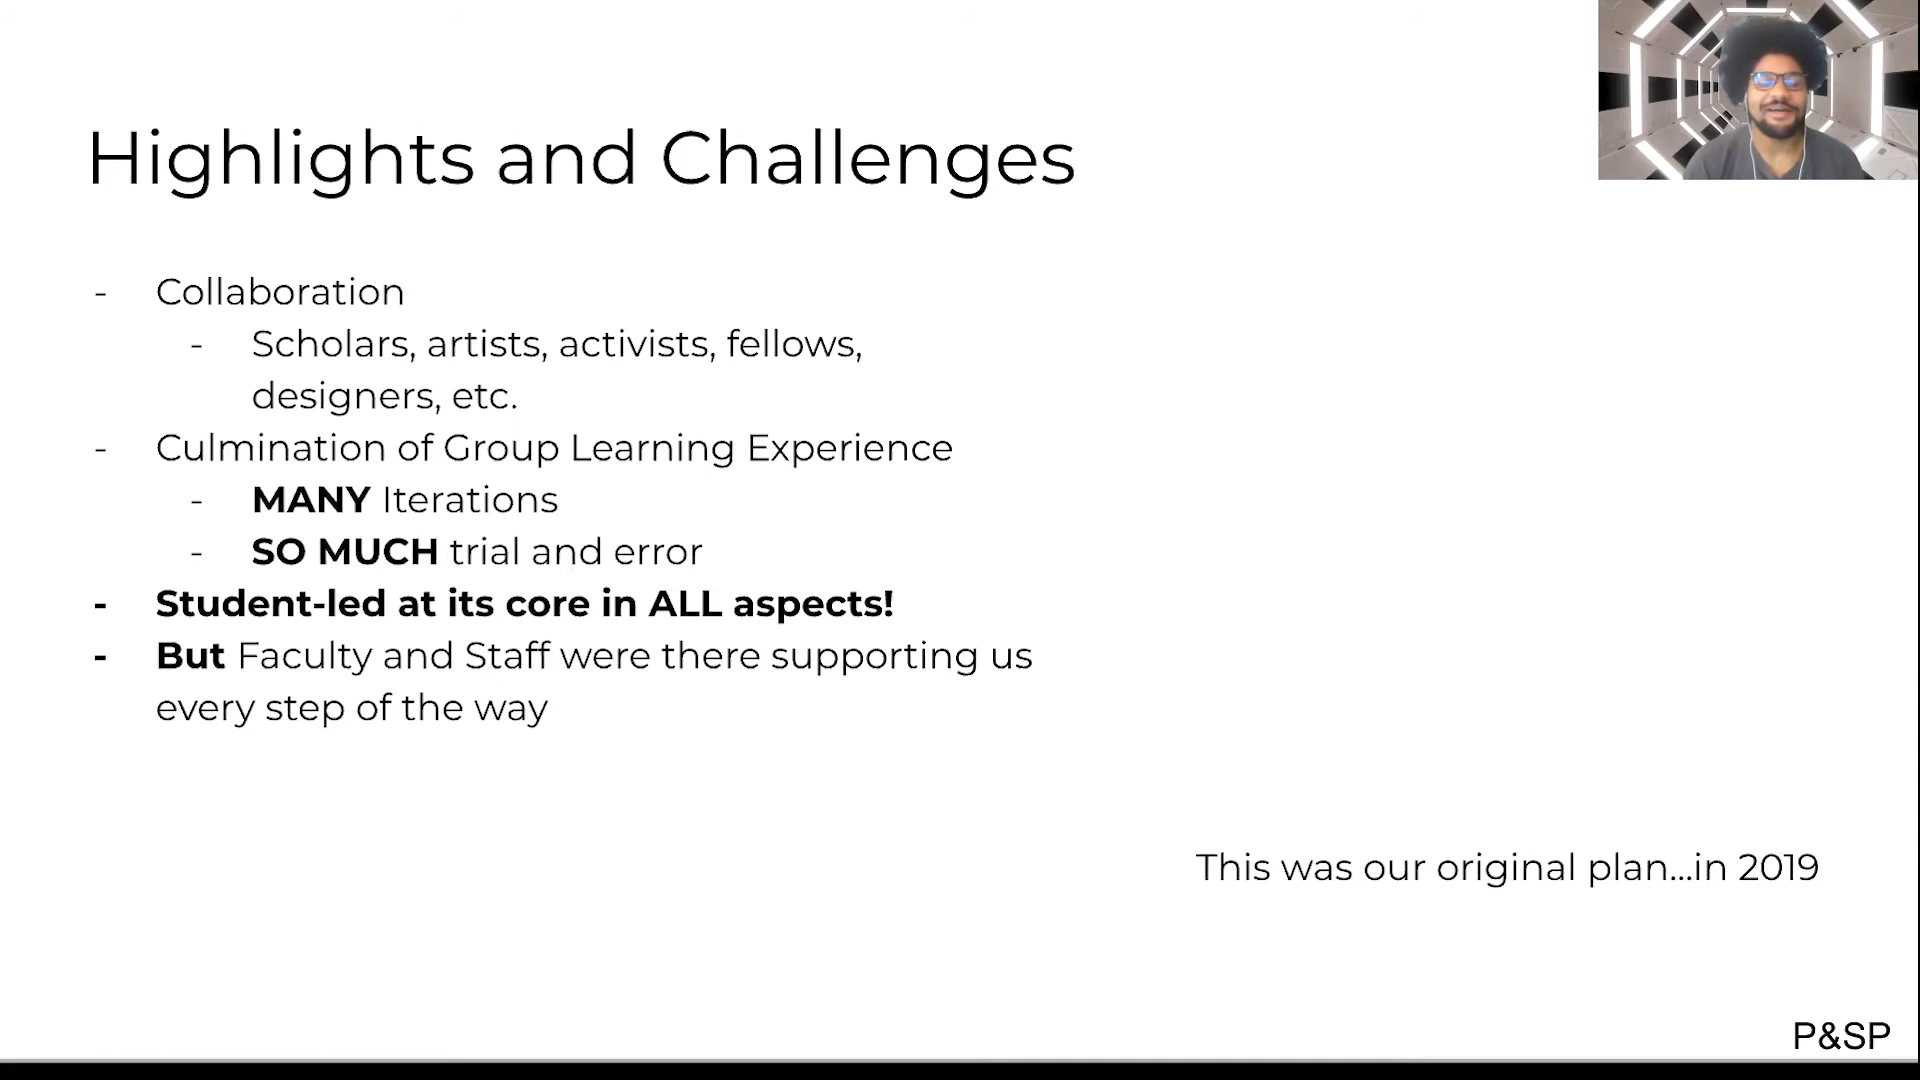 Highlights and Challenges
- Collaboration
- Scholars, artists, activists, fellows,
designers, etc.
- Culmination of Group Learning Experience
- MANY Iterations
- SO MUCH trial and error
- Student-led at its core in ALL aspects!
- But Faculty and Staff were there supporting us
every step of the way
This was our original plan...in 2019
P&SP